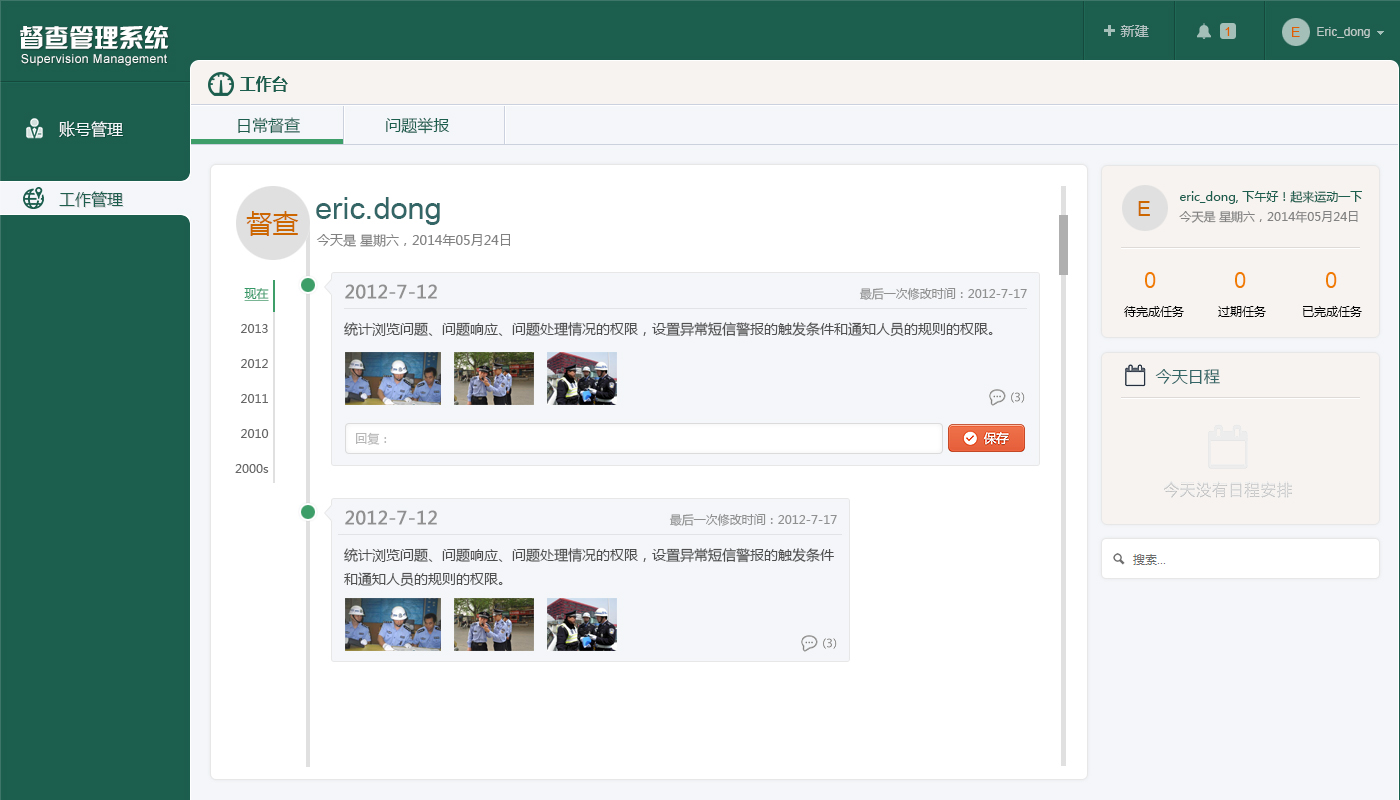 督查管理系统
Supervision Management
新建
1
E
Eric_dong
账号管理
工作管理
工作台
日常督查
问题举报
督查
eric.dong
今天是 星期六，2014年05月24日
现在
2013
2012
2011
2010
2000s
2012-7-12
最后一次修改时间：2012-7-17
统计浏览问题、问题响应、问题处理情况的权限，设置异常短信警报的触发条件和通知人员的规则的权限。
(3)
回复：
保存
2012-7-12
最后一次修改时间：2012-7-17
统计浏览问题、问题响应、问题处理情况的权限，设置异常短信警报的触发条件
和通知人员的规则的权限。
(3)
E
eric_dong, 下午好！起来运动一下
今天是 星期六，2014年05月24日
0
0
0
待完成任务
过期任务
已完成任务
今天日程
今天没有日程安排
搜索...